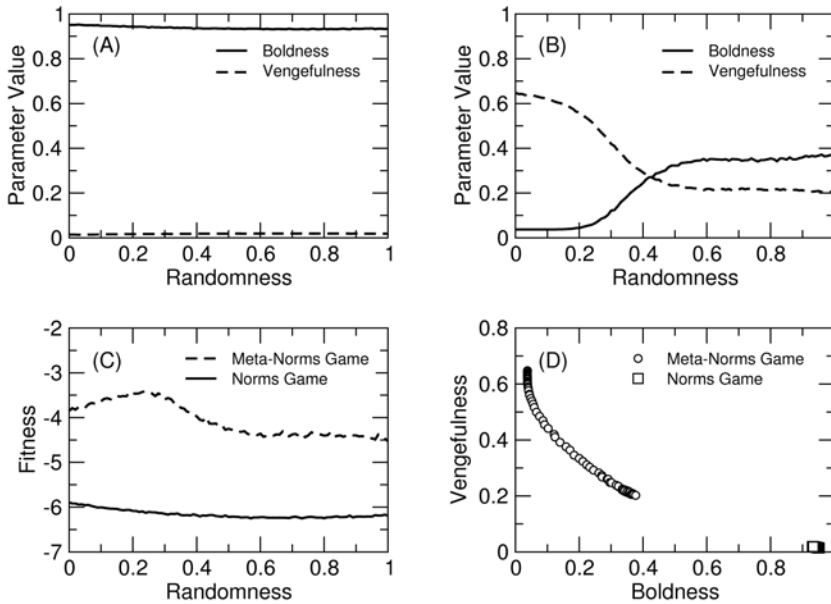 1
(A)
Boldness
Vengefulness
0.8
0.6
0.4
0.2
0
Parameter Value
0 0.2 0.4 0.6 0.8 1
Randomness
1
(B)
Boldness
Vengefulness
0.8
0.6
0.4
0.2
0
Parameter Value
0 0.2 0.4 0.6 0.8
Randomness
-2
(C)
Meta-Norms Game
Norms Game
-3
-4
-5
-6
-7
Fitness
0 0.2 0.4 0.6 0.8 1
Randomness
0.8
(D)
Meta-Norms Game
Norms Game
0.6
0.4
0.2
0
Vengefulness
0 0.2 0.4 0.6 0.8
Boldness